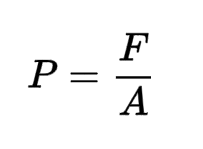 P = F/A